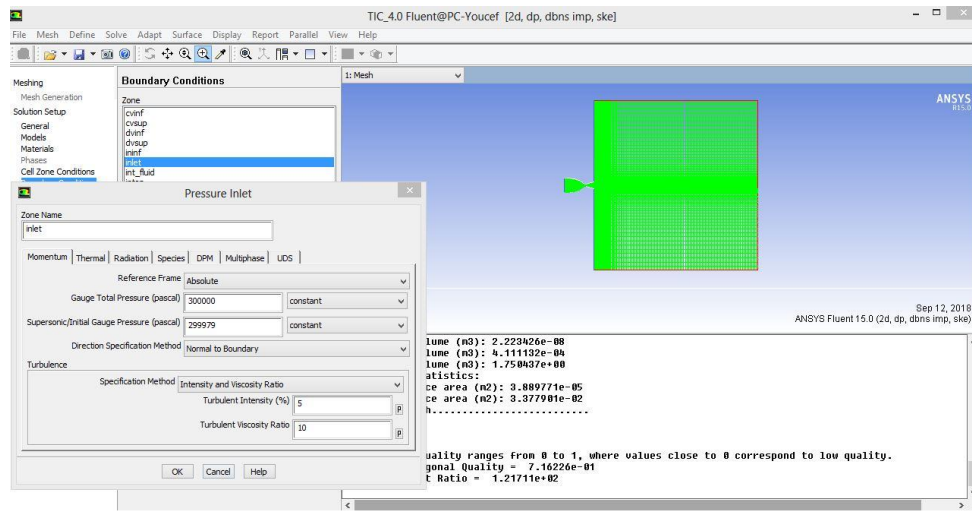 TIC_4.0 Fluent@PC-Youcef [2d, dp, dbns imp, ske]
File Mesh Define Solve Adapt Surface Display Report Parallel View Help
Meshing
Mesh Generation
Solution Setup
General
Models
Materials
Phases
Cell Zone Conditions
Boundary Conditions
Zone
cvinf
cvsup
dvinf
dvsup
ininf
inlet
int_fluid
1: Mesh
ANSYS
R15.0
Pressure Inlet
Zone Name
inlet
Momentum Thermal Radiation Species DPM Multiphase UDS
Reference Frame Absolute
Gauge Total Pressure (pascal) 300000 constant
Supersonic/Initial Gauge Pressure (pascal) 299979 constant
Direction Specification Method Normal to Boundary
Turbulence
Specification Method Intensity and Viscosity Ratio
Turbulent Intensity (%) 5 P
Turbulent Viscosity Ratio 10 P
OK Cancel Help
Sep 12, 2018
ANSYS Fluent 15.0 (2d, dp, dbns imp, ske)
lume (m3): 2.223426e-08
lume (m3): 4.111132e-04
lume (m3): 1.750437e+00
atistics:
ce area (m2): 3.889771e-05
ce area (m2): 3.377901e-02
h..........................
uality ranges from 0 to 1, where values close to 0 correspond to low quality.
gonal Quality = 7.16226e-01
t Ratio = 1.21711e+02